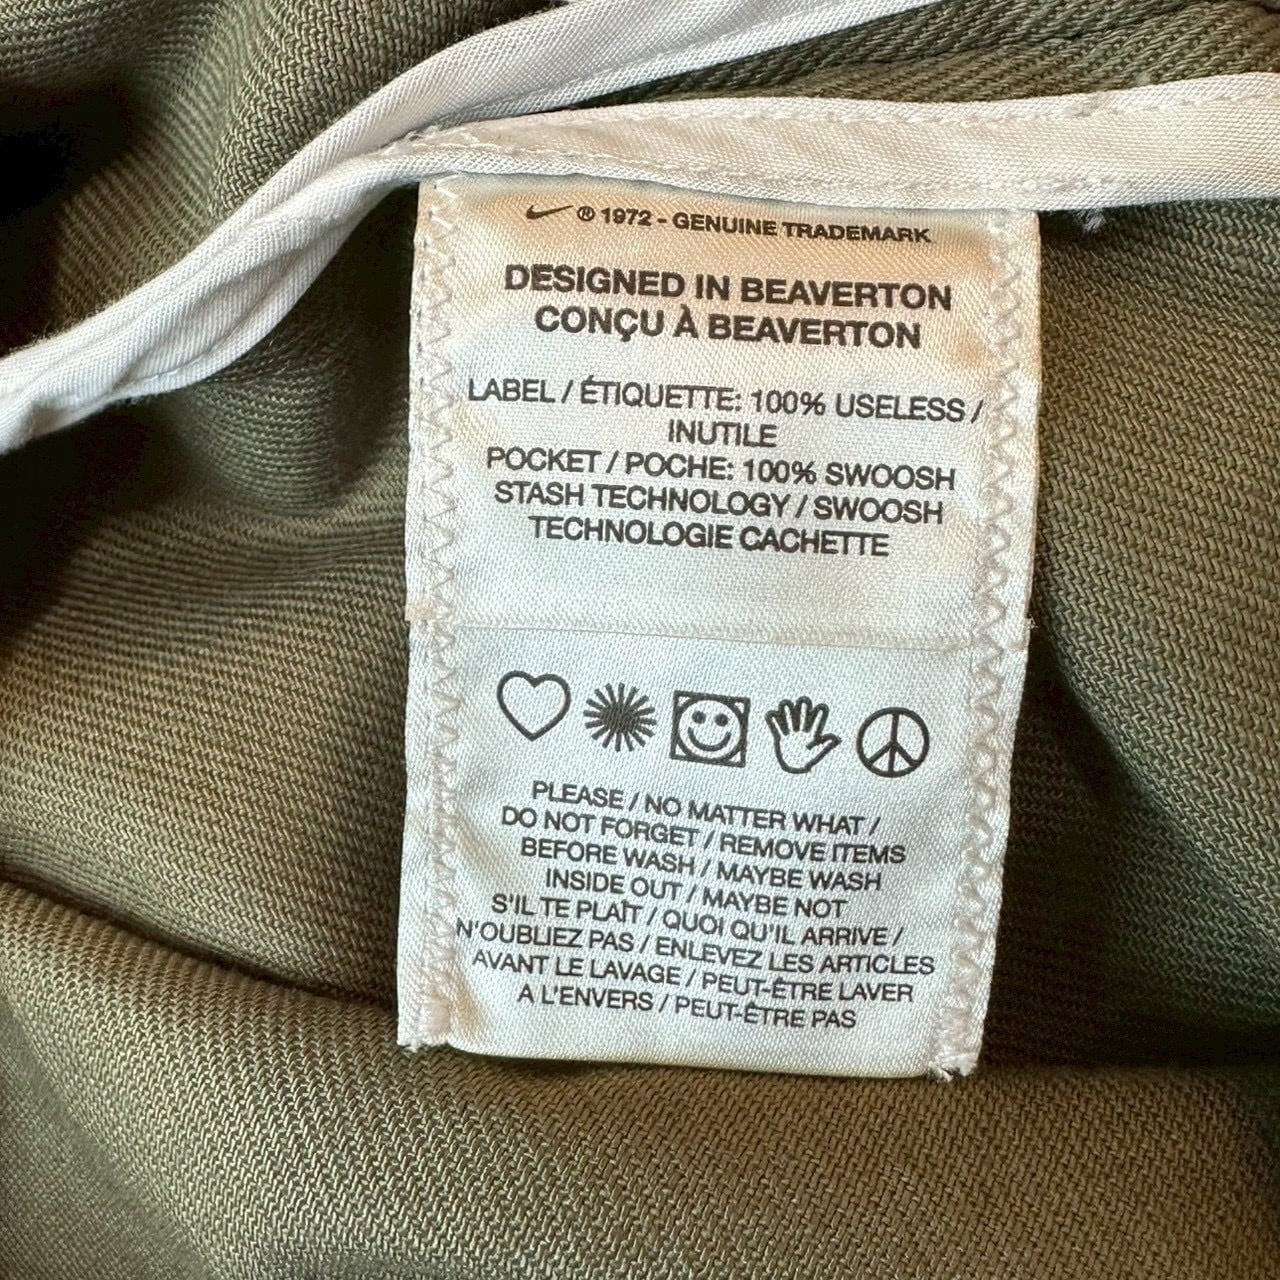 ® 1972 - GENUINE TRADEMARK
DESIGNED IN BEAVERTON
CONÇU À BEAVERTON
LABEL / ÉTIQUETTE: 100% USELESS /
INUTILE
POCKET / POCHE: 100% SWOOSH
STASH TECHNOLOGY / SWOOSH
TECHNOLOGIE CACHETTE
PLEASE / NO MATTER WHAT /
DO NOT FORGET / REMOVE ITEMS
BEFORE WASH / MAYBE WASH
INSIDE OUT / MAYBE NOT
S'IL TE PLAÎT / QUOI QU'IL ARRIVE /
N'OUBLIEZ PAS / ENLEVEZ LES ARTICLES
AVANT LE LAVAGE / PEUT-ÊTRE LAVER
A L'ENVERS / PEUT-ÊTRE PAS